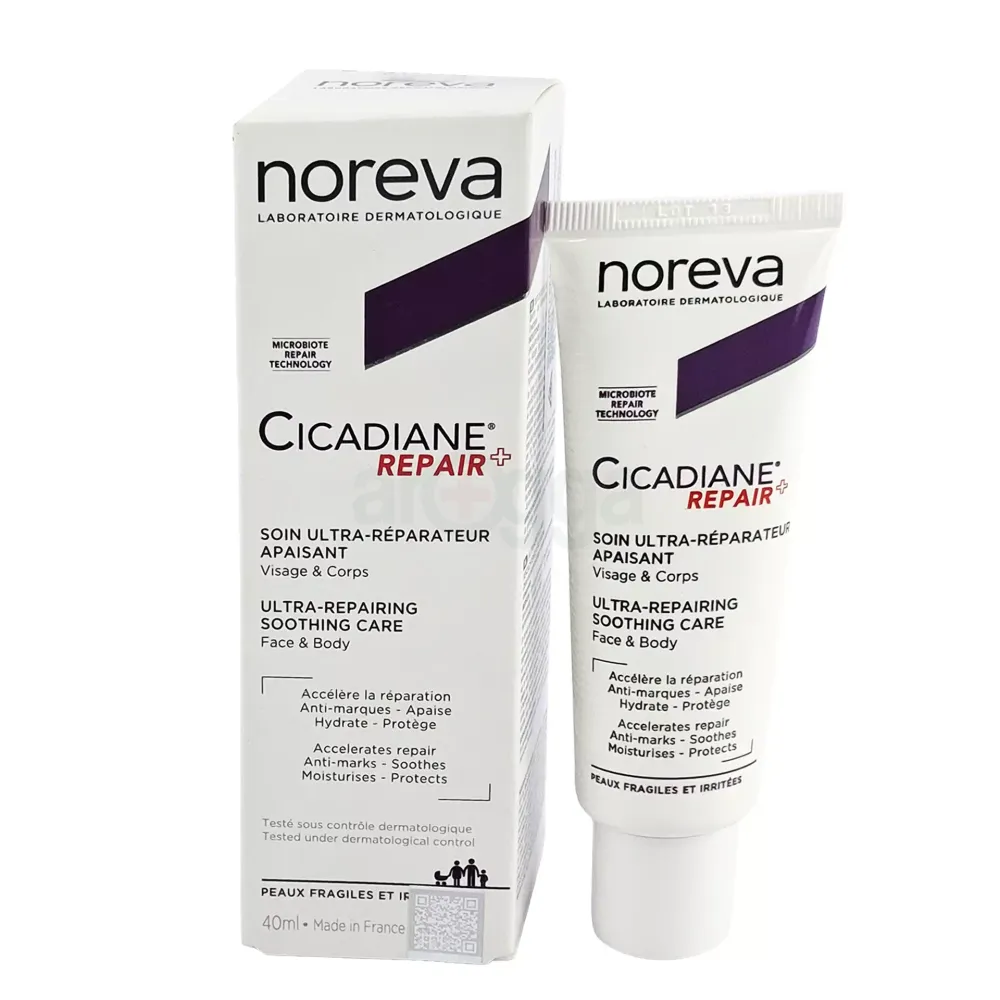 noreva
noreva
LABORATOIRE DERMATOLOGIQUE
MICROBIOTE
REPAIR
TECHNOLOGY
CICADIANE®
REPAIR+
SOIN ULTRA-RÉPARATEUR
APAISANT
Visage & Corps
ULTRA-REPAIRING
SOOTHING CARE
Face & Body
Accélère la réparation
Anti-marques - Apaise
Hydrate - Protège
Accelerates repair
Anti-marks - Soothes
Moisturises - Protects
Testé sous contrôle dermatologique
Tested under dermatological control
PEAUX FRAGILES ET
40ml • Made in France
LOT 13
noreva
LABORATOIRE DERMATOLOGIQUE
MICROBIOTE
REPAIR
TECHNOLOGY
CICADIANE®
REPAIR+
SOIN ULTRA-RÉPARATEUR
APAISANT
Visage & Corps
ULTRA-REPAIRING
SOOTHING CARE
Face & Body
Accélère la réparation
Anti-marques - Apaise
Hydrate - Protège
Accelerates repair
Anti-marks - Soothes
Moisturises - Protects
PEAUX FRAGILES ET IRRITÉES
arogga